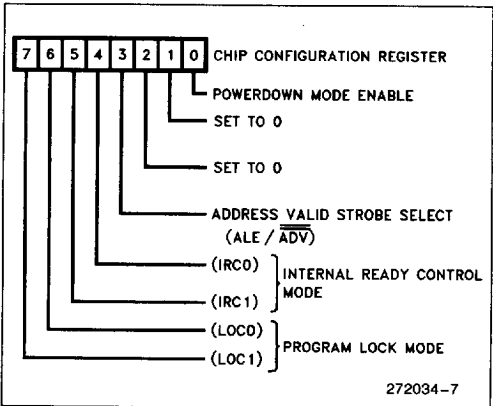 7 6 5 4 3 2 1 0 CHIP CONFIGURATION REGISTER
POWERDOWN MODE ENABLE
SET TO 0
SET TO 0
ADDRESS VALID STROBE SELECT
(ALE / A̅D̅V̅)
(IRC0)
INTERNAL READY CONTROL
MODE
(IRC1)
(LOC0)
PROGRAM LOCK MODE
(LOC1)
272034-7